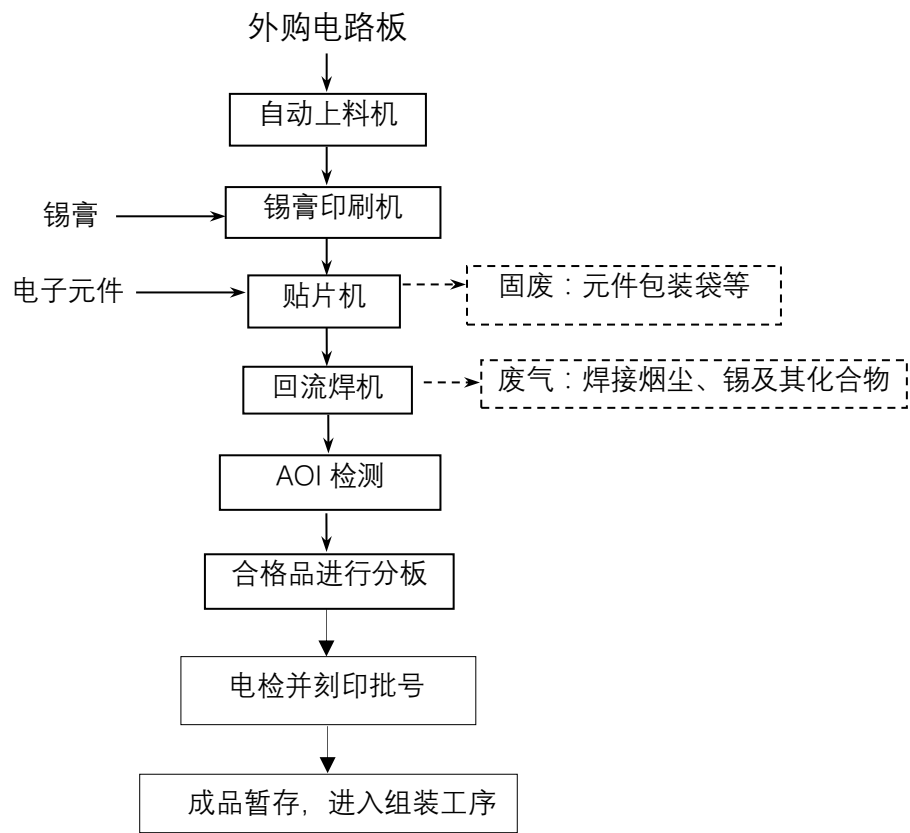 外购电路板
自动上料机
锡膏
锡膏印刷机
电子元件
贴片机
固废：元件包装袋等
回流焊机
废气：焊接烟尘、锡及其化合物
AOI 检测
合格品进行分板
电检并刻印批号
成品暂存，进入组装工序